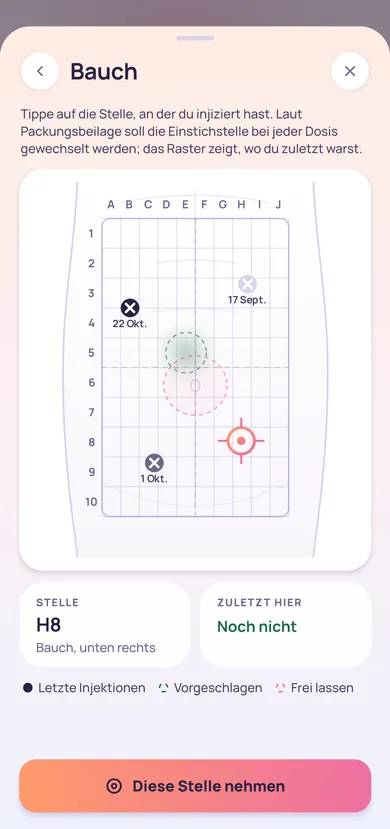 Bauch
Tippe auf die Stelle, an der du injiziert hast. Laut
Packungsbeilage soll die Einstichstelle bei jeder Dosis
gewechselt werden; das Raster zeigt, wo du zuletzt warst.
A B C D E F G H I J
1
2
3
17 Sept.
4
22 Okt.
5
6
7
8
9
1 Okt.
10
STELLE
H8
Bauch, unten rechts
ZULETZT HIER
Noch nicht
Letzte Injektionen Vorgeschlagen Frei lassen
Diese Stelle nehmen